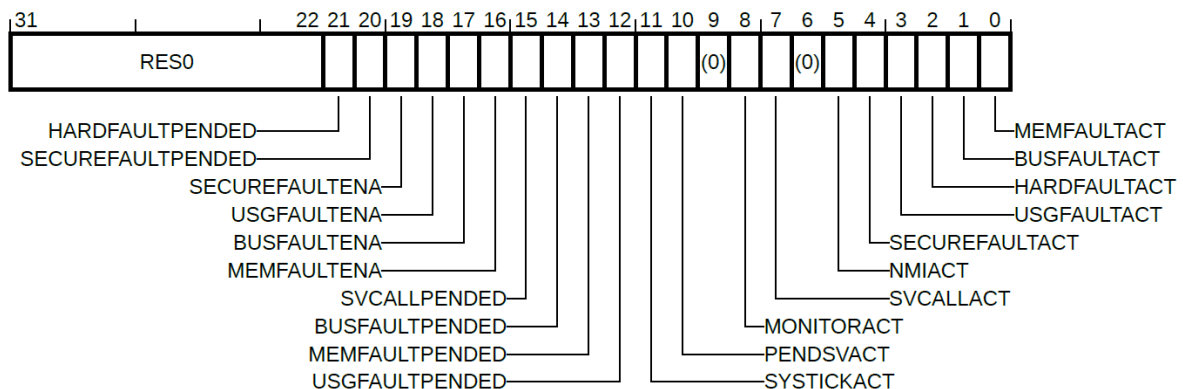 31 22 21 20 19 18 17 16 15 14 13 12 11 10 9 8 7 6 5 4 3 2 1 0
RES0 (0) (0)
HARDFAULTPENDED MEMFAULTACT
SECUREFAULTPENDED BUSFAULTACT
SECUREFAULTENA HARDFAULTACT
USGFAULTENA USGFAULTACT
BUSFAULTENA SECUREFAULTACT
MEMFAULTENA NMIACT
SVCALLPENDED SVCALLACT
BUSFAULTPENDED MONITORACT
MEMFAULTPENDED PENDSVACT
USGFAULTPENDED SYSTICKACT